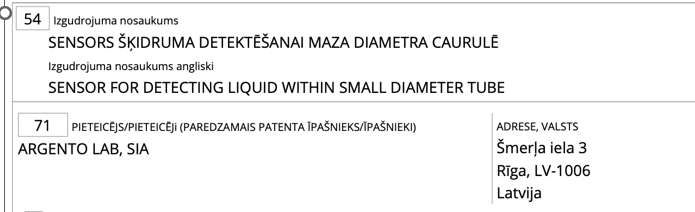 54 Izgudrojuma nosaukums
SENSORS ŠĶIDRUMA DETEKTĒŠANAI MAZA DIAMETRA CAURULĒ
Izgudrojuma nosaukums angliski
SENSOR FOR DETECTING LIQUID WITHIN SMALL DIAMETER TUBE
71 PIETEICĒJS/PIETEICĒJi (PAREDZAMAIS PATENTA ĪPAŠNIEKS/ĪPAŠNIEKI)
ARGENTO LAB, SIA
ADRESE, VALSTS
Šmerļa iela 3
Rīga, LV-1006
Latvija